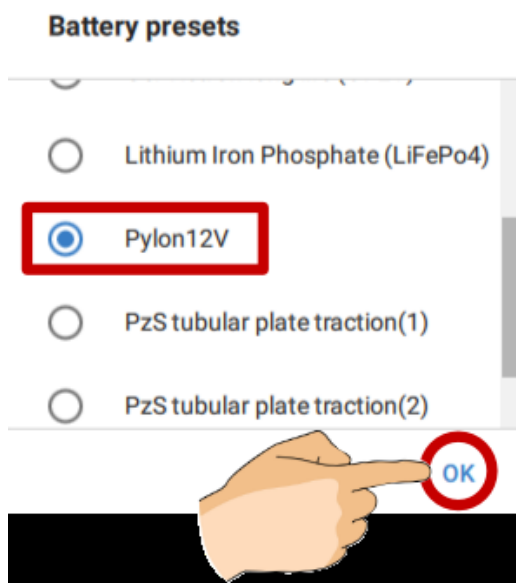 Battery presets
Lithium Iron Phosphate (LiFePo4)
Pylon12V
PzS tubular plate traction(1)
PzS tubular plate traction(2)
OK